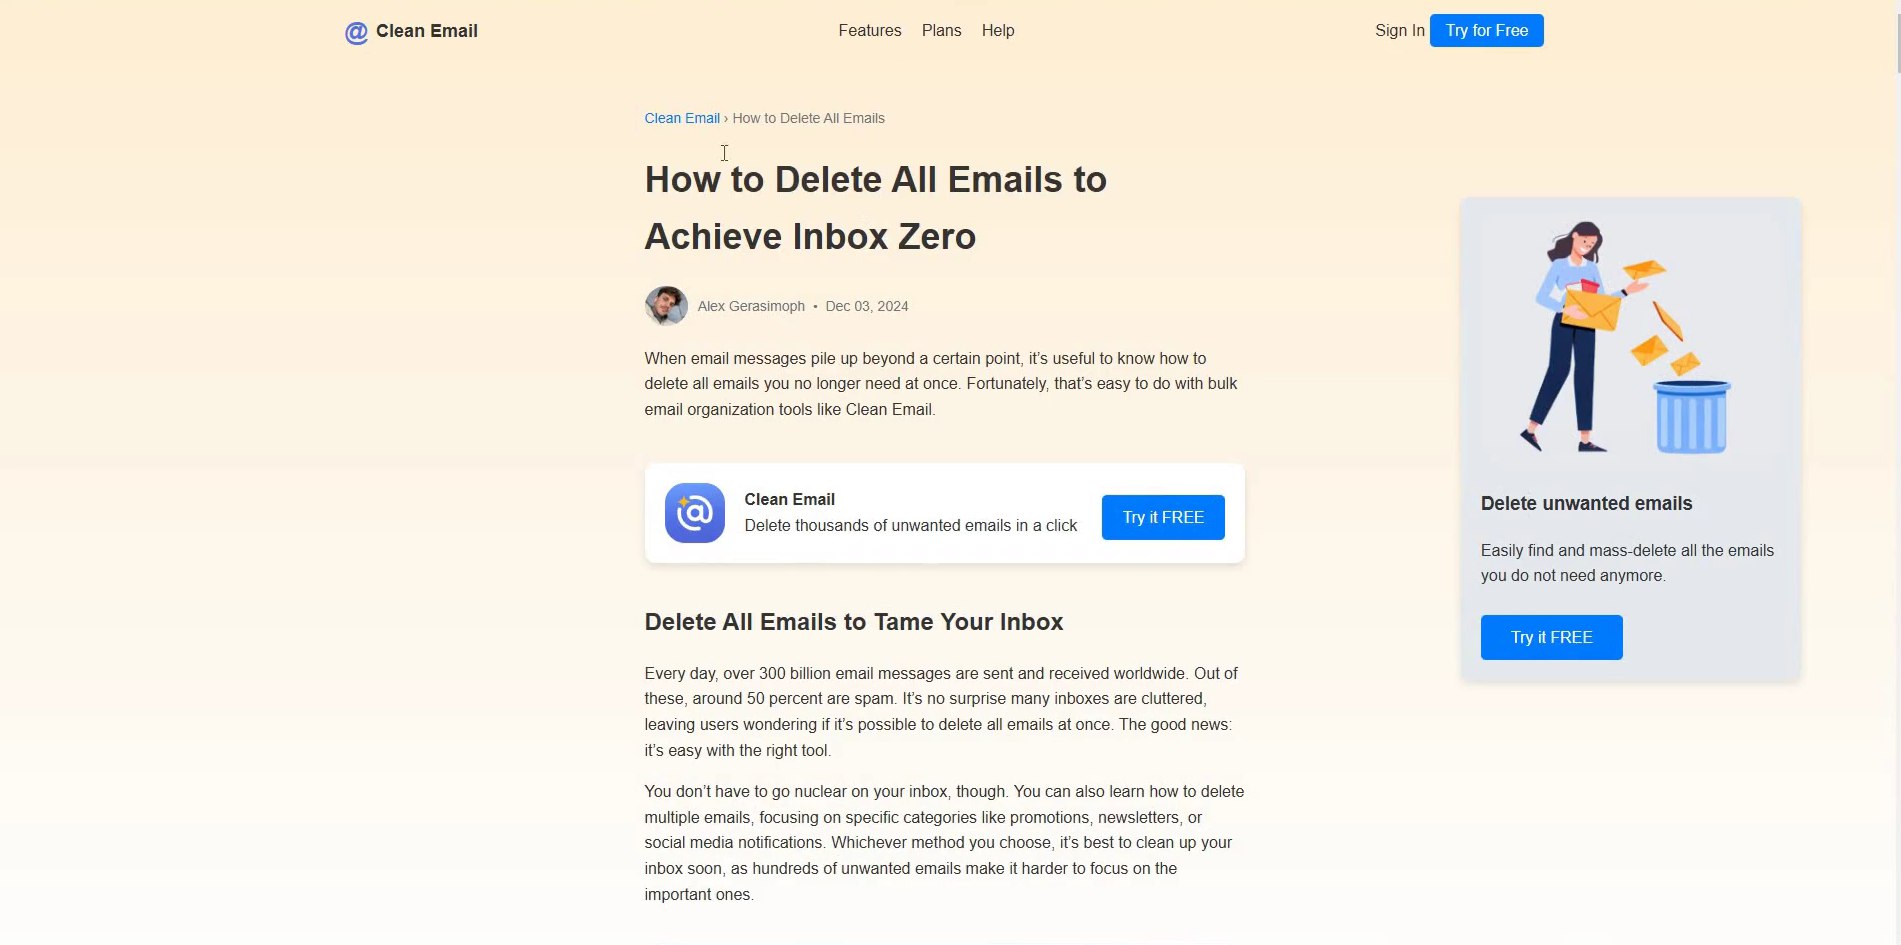 Clean Email
Features Plans Help
Sign In Try for Free
Clean Email › How to Delete All Emails
How to Delete All Emails to
Achieve Inbox Zero
Alex Gerasimoph • Dec 03, 2024
When email messages pile up beyond a certain point, it’s useful to know how to
delete all emails you no longer need at once. Fortunately, that’s easy to do with bulk
email organization tools like Clean Email.
Clean Email
Delete thousands of unwanted emails in a click
Try it FREE
Delete All Emails to Tame Your Inbox
Every day, over 300 billion email messages are sent and received worldwide. Out of
these, around 50 percent are spam. It’s no surprise many inboxes are cluttered,
leaving users wondering if it’s possible to delete all emails at once. The good news:
it’s easy with the right tool.
You don’t have to go nuclear on your inbox, though. You can also learn how to delete
multiple emails, focusing on specific categories like promotions, newsletters, or
social media notifications. Whichever method you choose, it’s best to clean up your
inbox soon, as hundreds of unwanted emails make it harder to focus on the
important ones.
Delete unwanted emails
Easily find and mass-delete all the emails
you do not need anymore.
Try it FREE